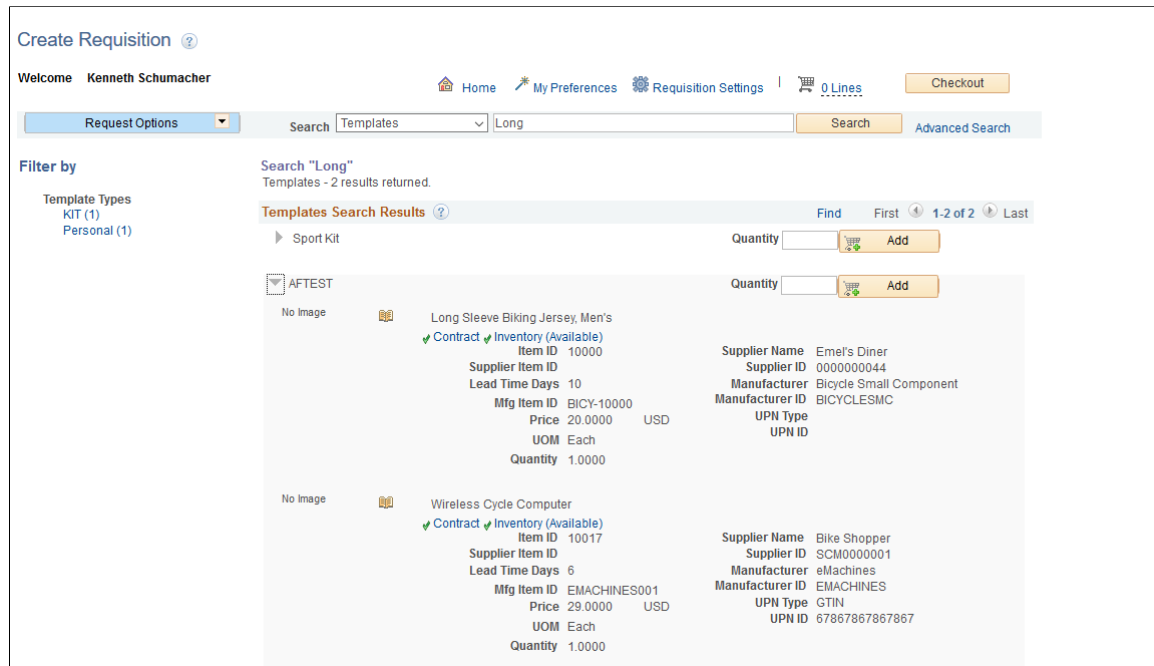 Create Requisition
Welcome Kenneth Schumacher
Home My Preferences Requisition Settings 0 Lines Checkout
Request Options Search Templates Long Search Advanced Search
Filter by
Template Types
KIT (1)
Personal (1)
Search "Long"
Templates - 2 results returned.
Templates Search Results Find First 1-2 of 2 Last
Sport Kit Quantity Add
AFTEST Quantity Add
No Image Long Sleeve Biking Jersey, Men's
Contract Inventory (Available)
Item ID 10000 Supplier Name Emel's Diner
Supplier Item ID Supplier ID 0000000044
Lead Time Days 10 Manufacturer Bicycle Small Component
Mfg Item ID BICY-10000 Manufacturer ID BICYCLESMC
Price 20.0000 USD UPN Type
UOM Each UPN ID
Quantity 1.0000
No Image Wireless Cycle Computer
Contract Inventory (Available)
Item ID 10017 Supplier Name Bike Shopper
Supplier Item ID Supplier ID SCM0000001
Lead Time Days 6 Manufacturer eMachines
Mfg Item ID EMACHINES001 Manufacturer ID EMACHINES
Price 29.0000 USD UPN Type GTIN
UOM Each UPN ID 67867867867867
Quantity 1.0000